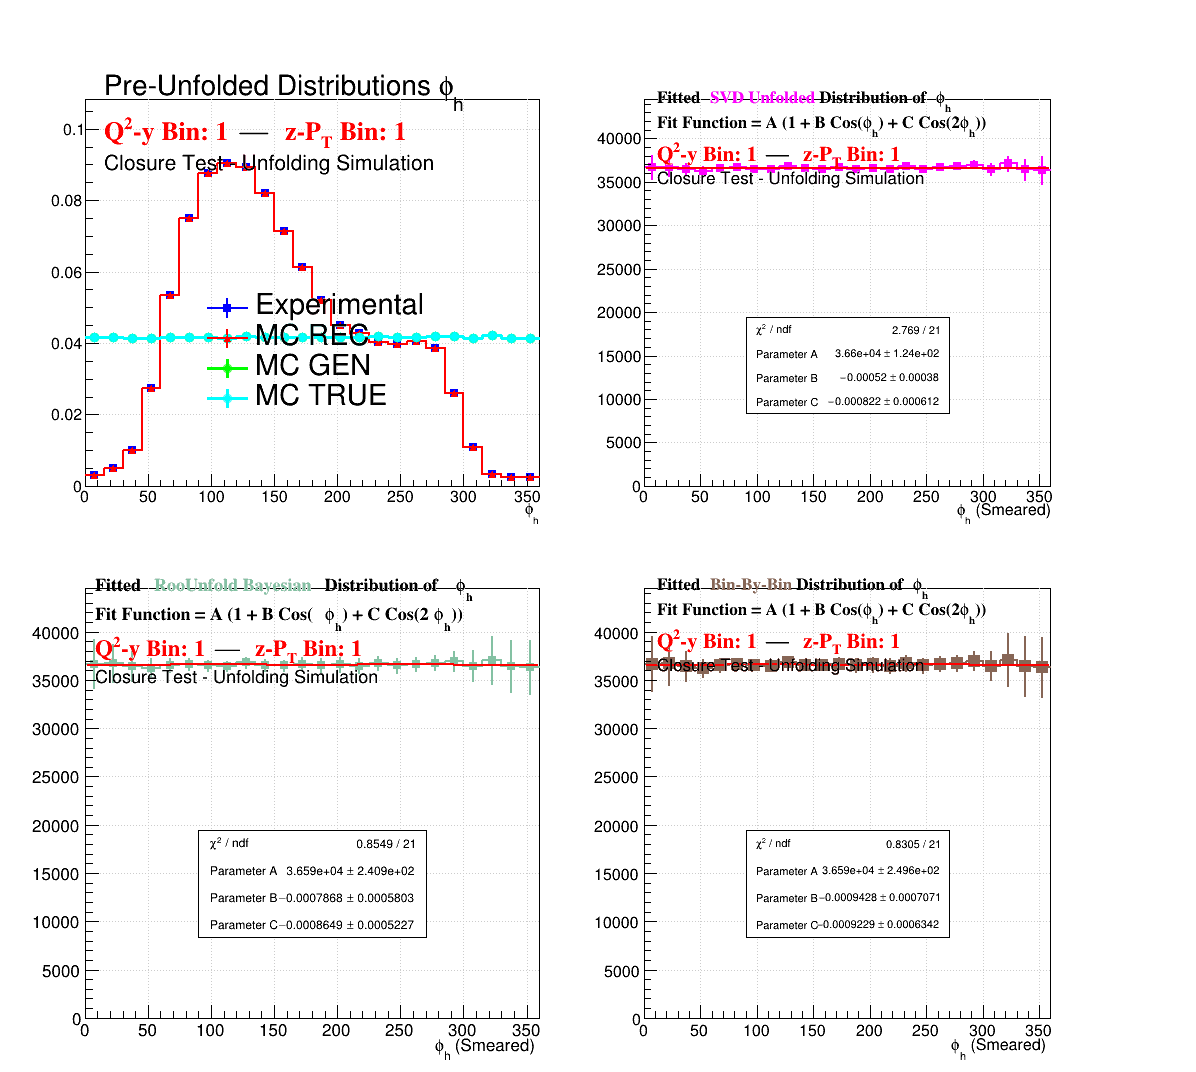 Pre-Unfolded Distributions ϕh
Q²-y Bin: 1 — z-PT Bin: 1
Closure Test - Unfolding Simulation
0.1
0.08
0.06
0.04
0.02
0
Experimental
MC REC
MC GEN
MC TRUE
0 50 100 150 200 250 300 350
ϕh
Fitted SVD Unfolded Distribution of ϕh
Fit Function = A (1 + B Cos(ϕh) + C Cos(2ϕh))
Q²-y Bin: 1 — z-PT Bin: 1
Closure Test - Unfolding Simulation
40000
35000
30000
25000
20000
15000
10000
5000
0
χ² / ndf 2.769 / 21
Parameter A 3.66e+04 ± 1.24e+02
Parameter B −0.00052 ± 0.00038
Parameter C −0.000822 ± 0.000612
0 50 100 150 200 250 300 350
ϕh (Smeared)
Fitted RooUnfold Bayesian Distribution of ϕh
Fit Function = A (1 + B Cos( ϕh) + C Cos(2 ϕh))
Q²-y Bin: 1 — z-PT Bin: 1
Closure Test - Unfolding Simulation
40000
35000
30000
25000
20000
15000
10000
5000
0
χ² / ndf 0.8549 / 21
Parameter A 3.659e+04 ± 2.409e+02
Parameter B −0.0007868 ± 0.0005803
Parameter C −0.0008649 ± 0.0005227
0 50 100 150 200 250 300 350
ϕh (Smeared)
Fitted Bin-By-Bin Distribution of ϕh
Fit Function = A (1 + B Cos(ϕh) + C Cos(2ϕh))
Q²-y Bin: 1 — z-PT Bin: 1
Closure Test - Unfolding Simulation
40000
35000
30000
25000
20000
15000
10000
5000
0
χ² / ndf 0.8305 / 21
Parameter A 3.659e+04 ± 2.496e+02
Parameter B −0.0009428 ± 0.0007071
Parameter C −0.0009229 ± 0.0006342
0 50 100 150 200 250 300 350
ϕh (Smeared)